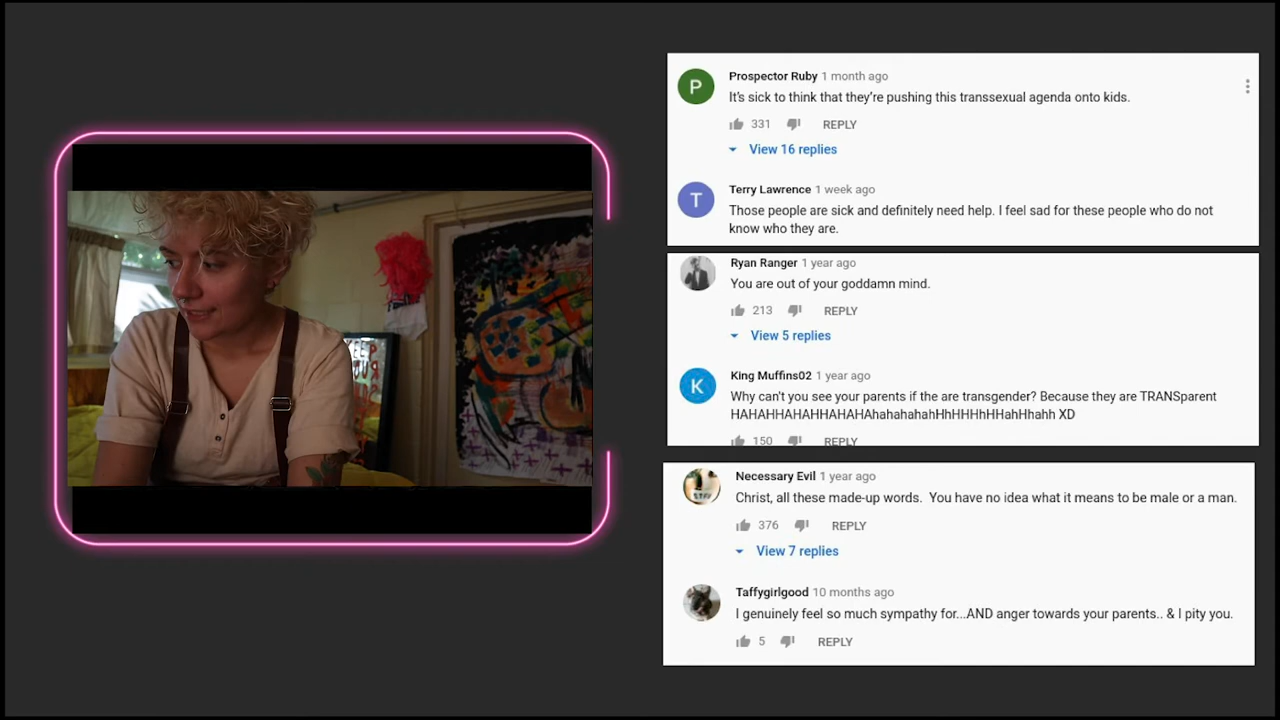 P
Prospector Ruby 1 month ago
It's sick to think that they're pushing this transsexual agenda onto kids.
331 REPLY
View 16 replies
T
Terry Lawrence 1 week ago
Those people are sick and definitely need help. I feel sad for these people who do not
know who they are.
Ryan Ranger 1 year ago
You are out of your goddamn mind.
213 REPLY
View 5 replies
K
King Muffins02 1 year ago
Why can't you see your parents if the are transgender? Because they are TRANSparent
HAHAHHAHAHHAHAHAhahahahahHhHHHhHHahHhahh XD
150 REPLY
Necessary Evil 1 year ago
Christ, all these made-up words. You have no idea what it means to be male or a man.
376 REPLY
View 7 replies
Taffygirlgood 10 months ago
I genuinely feel so much sympathy for...AND anger towards your parents.. & I pity you.
5 REPLY